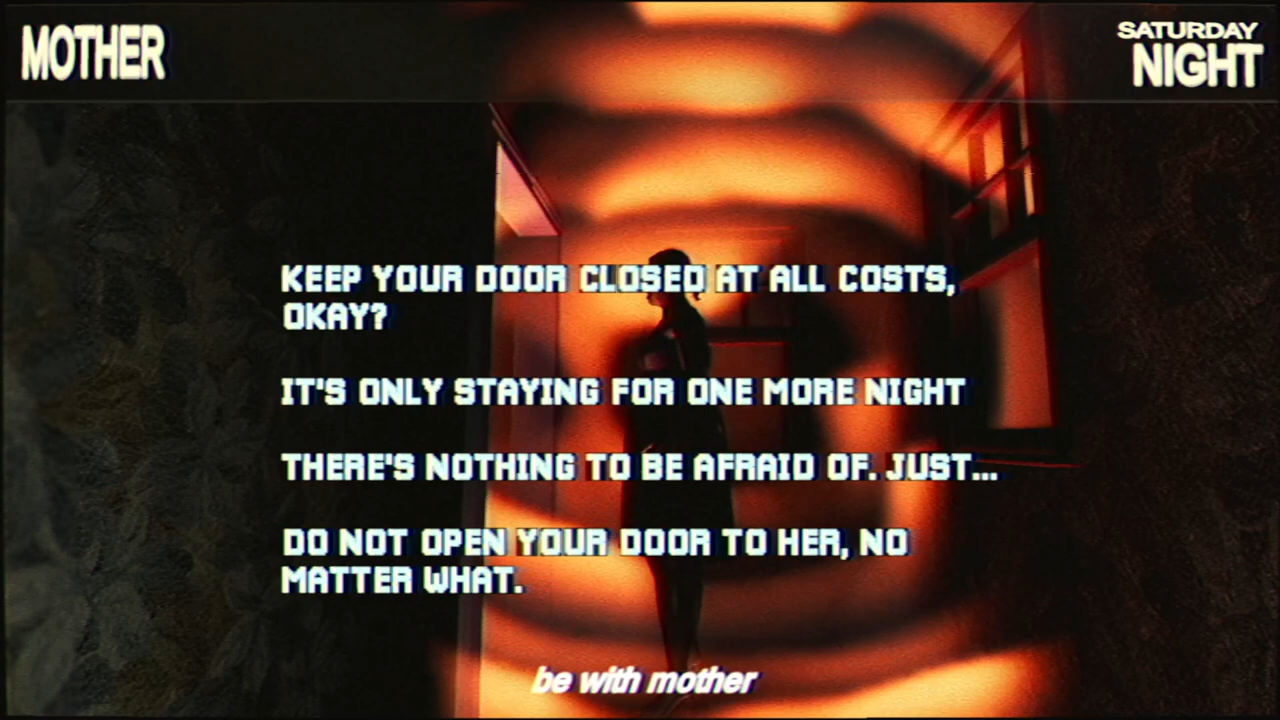 MOTHER
SATURDAY
NIGHT
KEEP YOUR DOOR CLOSED AT ALL COSTS,
OKAY?
IT'S ONLY STAYING FOR ONE MORE NIGHT
THERE'S NOTHING TO BE AFRAID OF. JUST...
DO NOT OPEN YOUR DOOR TO HER, NO
MATTER WHAT.
be with mother